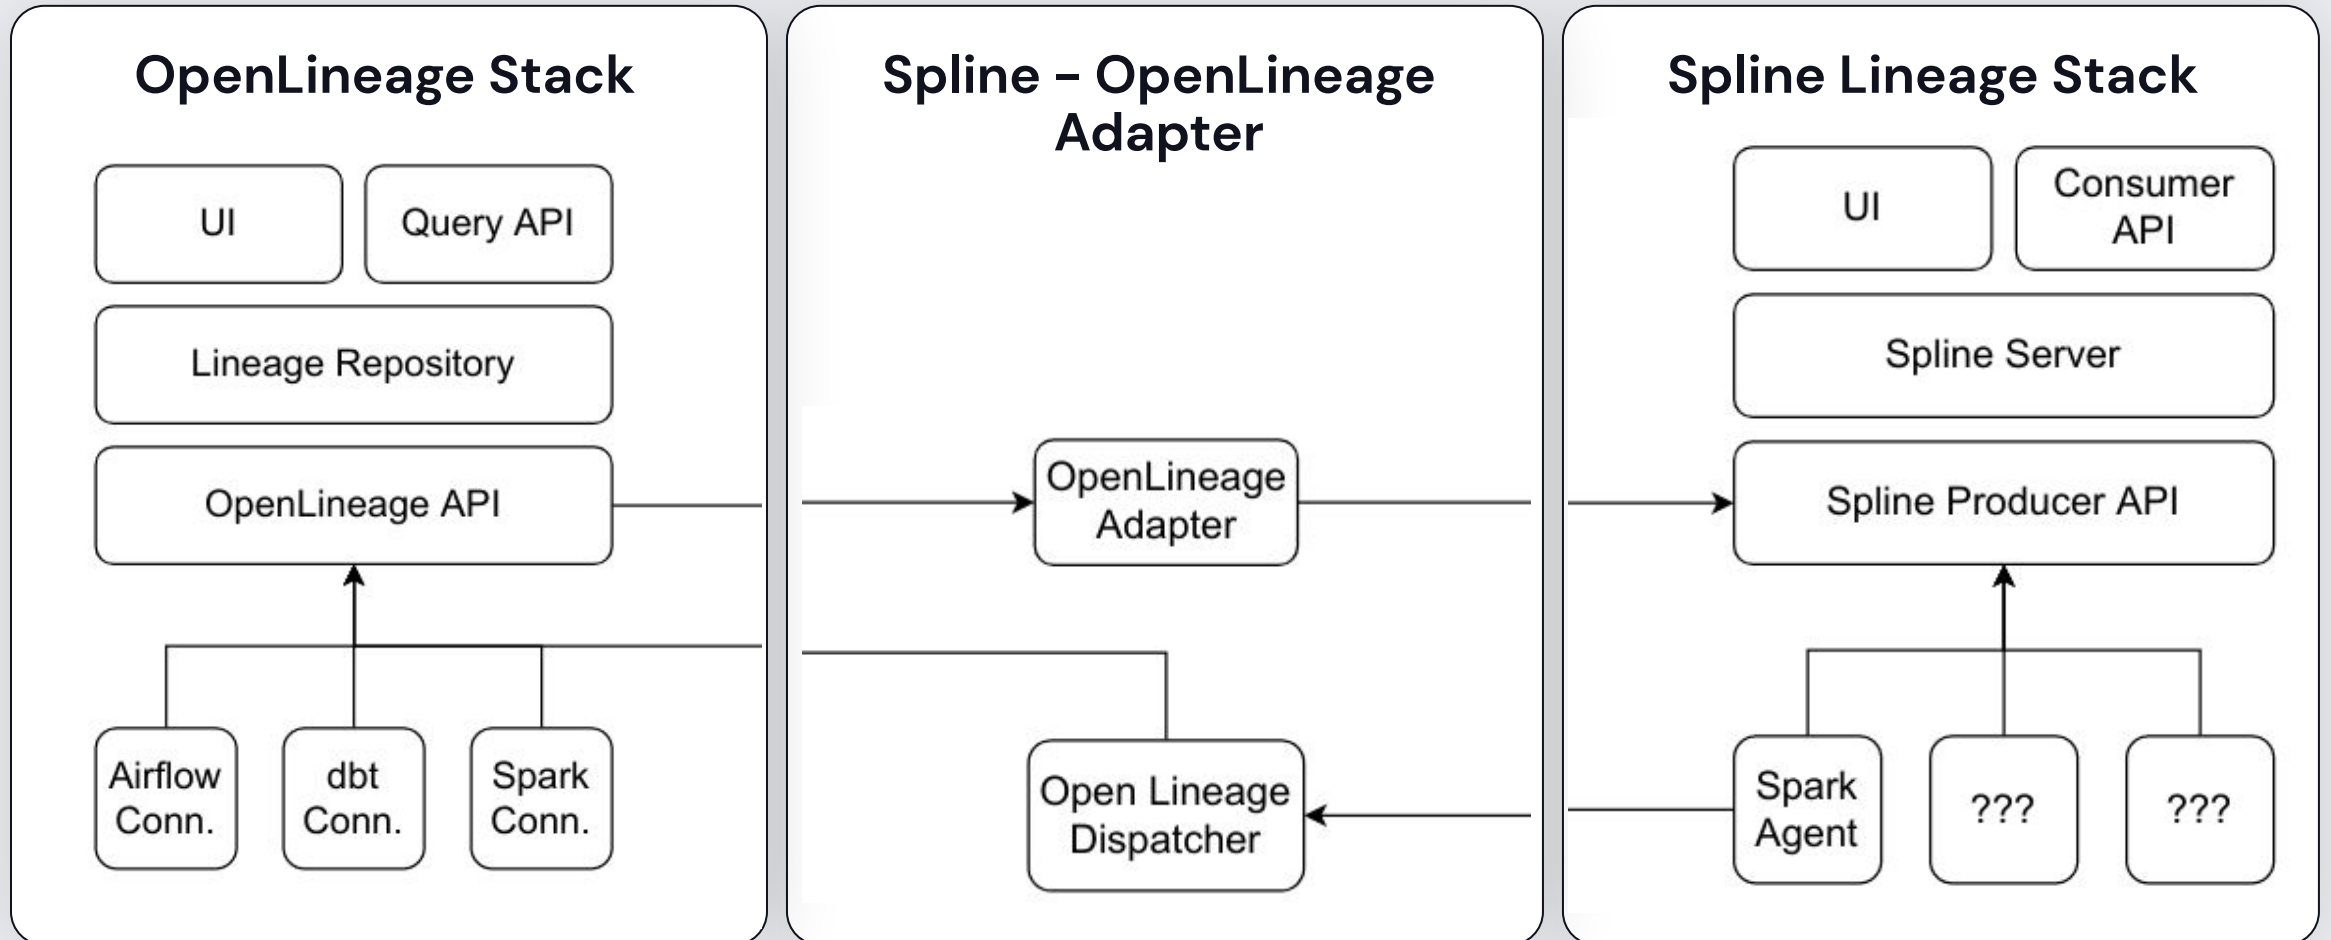 OpenLineage Stack
UI
Query API
Lineage Repository
OpenLineage API
Airflow
Conn.
dbt
Conn.
Spark
Conn.
Spline - OpenLineage
Adapter
OpenLineage
Adapter
Open Lineage
Dispatcher
Spline Lineage Stack
UI
Consumer
API
Spline Server
Spline Producer API
Spark
Agent
???
???